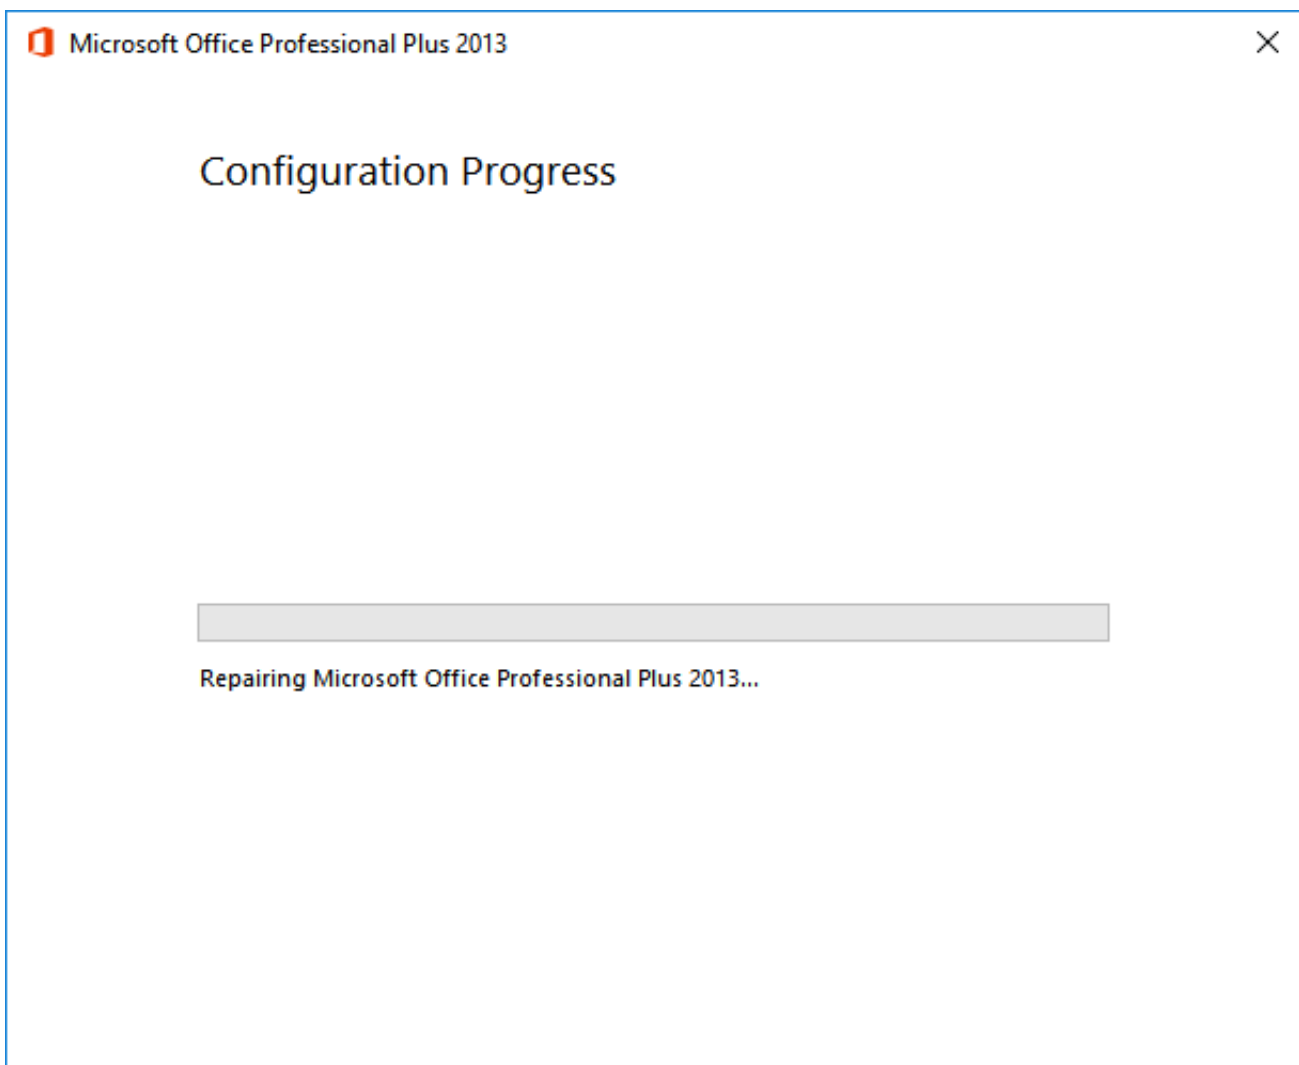 Microsoft Office Professional Plus 2013
Configuration Progress
Repairing Microsoft Office Professional Plus 2013...